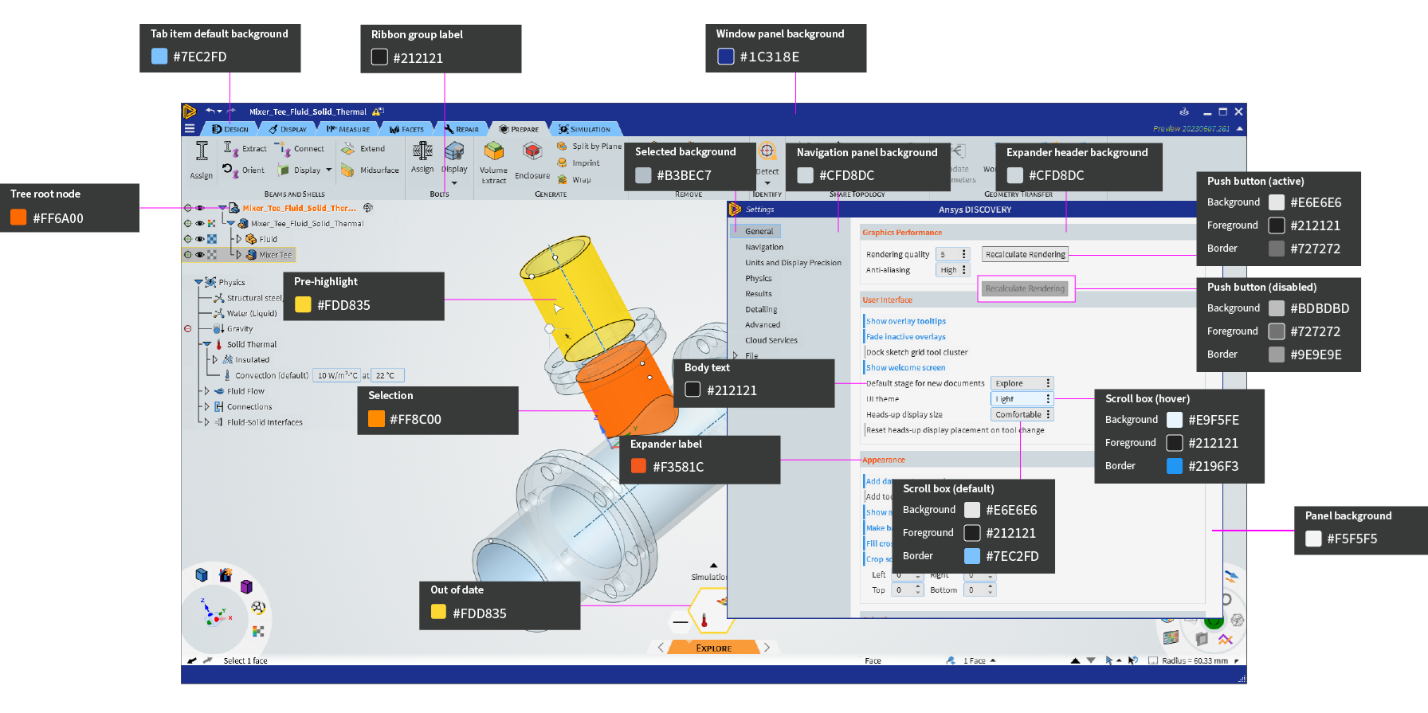 Tab item default background
#7EC2FD
Ribbon group label
#212121
Window panel background
#1C318E
Mixer_Tee_Fluid_Solid_Thermal
DESIGN
DISPLAY
MEASURE
FACETS
REPAIR
PREPARE
SIMULATION
Preview 20230607.261
Assign
Extract
Connect
Orient
Display
Extend
Midsurface
Assign
Display
Volume
Extract
Enclosure
Split by Plane
Imprint
Wrap
BEAMS AND SHELLS
BOLTS
GENERATE
REMOVE
IDENTIFY
SHARE TOPOLOGY
GEOMETRY TRANSFER
Selected background
#B3BEC7
Navigation panel background
#CFD8DC
Expander header background
#CFD8DC
Push button (active)
Background #E6E6E6
Foreground #212121
Border #727272
Push button (disabled)
Background #BDBDBD
Foreground #727272
Border #9E9E9E
Tree root node
#FF6A00
Mixer_Tee_Fluid_Solid_Ther...
Mixer_Tee_Fluid_Solid_Thermal
Fluid
Mixer Tee
Physics
Structural steel,
Water (Liquid)
Gravity
Solid Thermal
Insulated
Convection (default) 10 W/m²·°C at 22 °C
Fluid Flow
Connections
Fluid-Solid Interfaces
Pre-highlight
#FDD835
Selection
#FF8C00
Expander label
#F3581C
Body text
#212121
Out of date
#FDD835
Settings
Ansys DISCOVERY
General
Navigation
Units and Display Precision
Physics
Results
Detailing
Advanced
Cloud Services
File
Graphics Performance
Rendering quality 5
Recalculate Rendering
Anti-aliasing High
Recalculate Rendering
User Interface
Show overlay tooltips
Fade inactive overlays
Dock sketch grid tool cluster
Show welcome screen
Default stage for new documents Explore
UI theme Light
Heads-up display size Comfortable
Reset heads-up display placement on tool change
Appearance
Left 0 Right 0
Top 0 Bottom 0
Scroll box (hover)
Background #E9F5FE
Foreground #212121
Border #2196F3
Scroll box (default)
Background #E6E6E6
Foreground #212121
Border #7EC2FD
Panel background
#F5F5F5
EXPLORE
Select 1 face
Face
1 Face
Radius = 60.33 mm